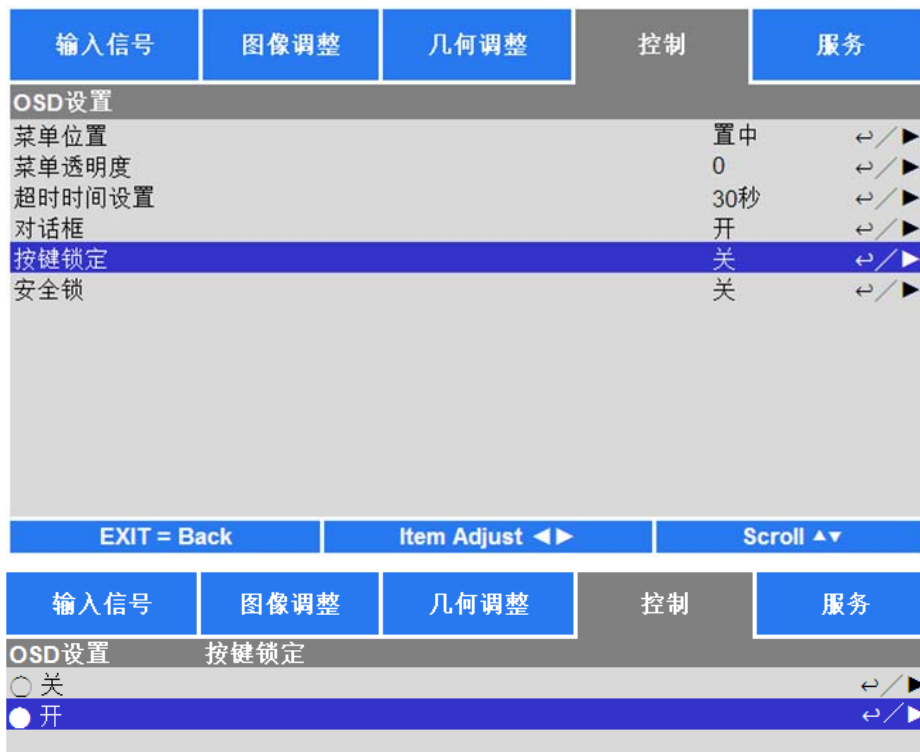 输入信号 图像调整 几何调整 控制 服务
OSD设置
菜单位置 置中 ↩/▶
菜单透明度 0 ↩/▶
超时时间设置 30秒 ↩/▶
对话框 开 ↩/▶
按键锁定 关 ↩/▶
安全锁 关 ↩/▶
EXIT = Back Item Adjust ◀▶ Scroll ▲▼
输入信号 图像调整 几何调整 控制 服务
OSD设置 按键锁定
○ 关 ↩/▶
● 开 ↩/▶